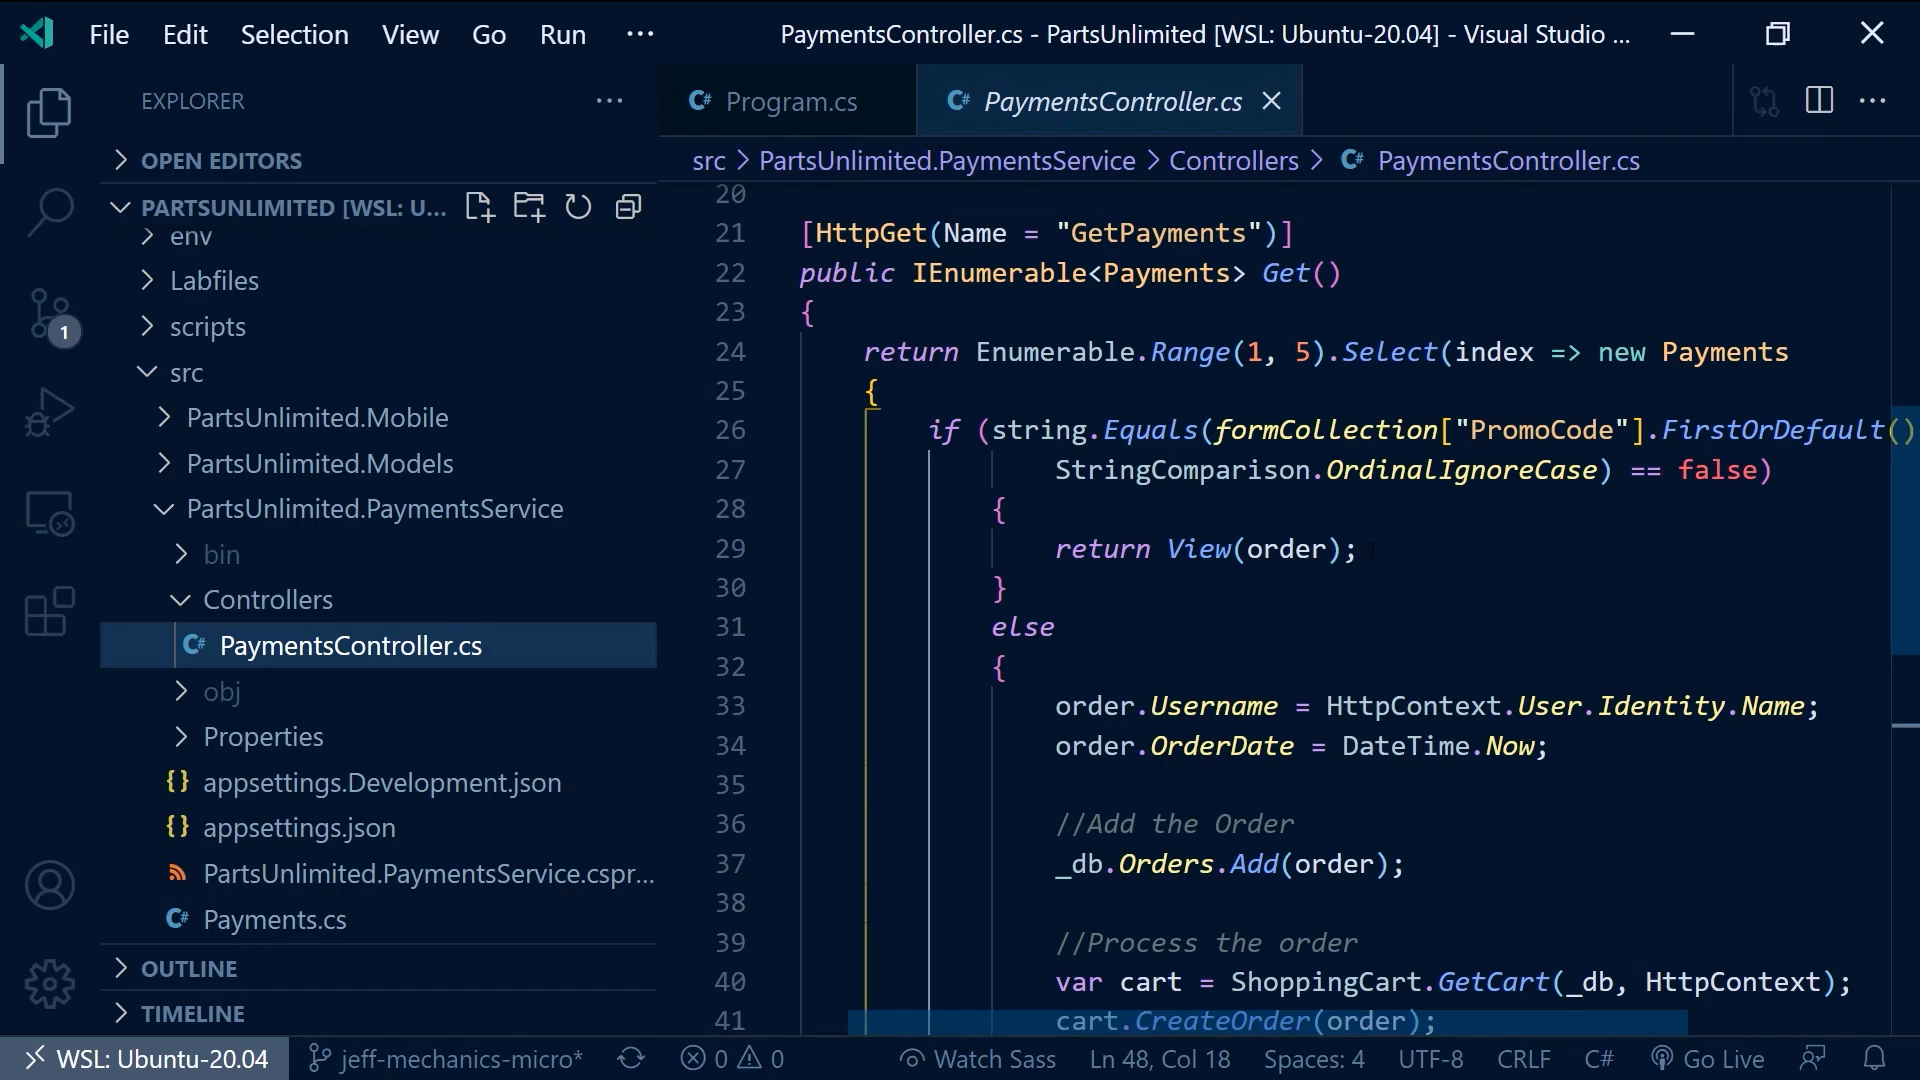 File Edit Selection View Go Run ···
PaymentsController.cs - PartsUnlimited [WSL: Ubuntu-20.04] - Visual Studio ...
EXPLORER
OPEN EDITORS
PARTSUNLIMITED [WSL: U...
env
Labfiles
scripts
src
PartsUnlimited.Mobile
PartsUnlimited.Models
PartsUnlimited.PaymentsService
bin
Controllers
C# PaymentsController.cs
obj
Properties
{} appsettings.Development.json
{} appsettings.json
PartsUnlimited.PaymentsService.cspr...
C# Payments.cs
OUTLINE
TIMELINE
1
C# Program.cs
C# PaymentsController.cs
src > PartsUnlimited.PaymentsService > Controllers > C# PaymentsController.cs
20
21 [HttpGet(Name = "GetPayments")]
22 public IEnumerable<Payments> Get()
23 {
24 return Enumerable.Range(1, 5).Select(index => new Payments
25 {
26 if (string.Equals(formCollection["PromoCode"].FirstOrDefault()
27 StringComparison.OrdinalIgnoreCase) == false)
28 {
29 return View(order);
30 }
31 else
32 {
33 order.Username = HttpContext.User.Identity.Name;
34 order.OrderDate = DateTime.Now;
35
36 //Add the Order
37 _db.Orders.Add(order);
38
39 //Process the order
40 var cart = ShoppingCart.GetCart(_db, HttpContext);
41 cart.CreateOrder(order);
WSL: Ubuntu-20.04 jeff-mechanics-micro* 0 0 Watch Sass Ln 48, Col 18 Spaces: 4 UTF-8 CRLF C# Go Live